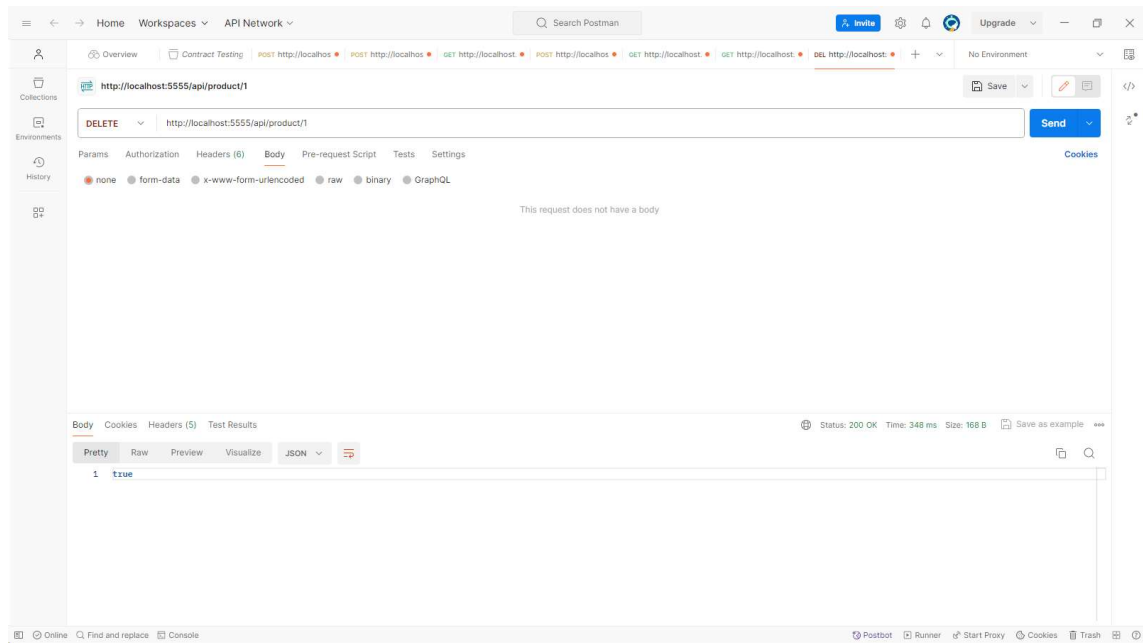 Home Workspaces API Network Search Postman Invite Upgrade
Overview Contract Testing POST http://localhos POST http://localhos GET http://localhost. POST http://localhos GET http://localhost. GET http://localhost: DEL http://localhost: No Environment
Collections
HTTP http://localhost:5555/api/product/1 Save
Environments
DELETE http://localhost:5555/api/product/1 Send
History
Params Authorization Headers (6) Body Pre-request Script Tests Settings Cookies
none form-data x-www-form-urlencoded raw binary GraphQL
This request does not have a body
Body Cookies Headers (5) Test Results Status: 200 OK Time: 348 ms Size: 168 B Save as example
Pretty Raw Preview Visualize JSON
1 true
Online Find and replace Console Postbot Runner Start Proxy Cookies Trash